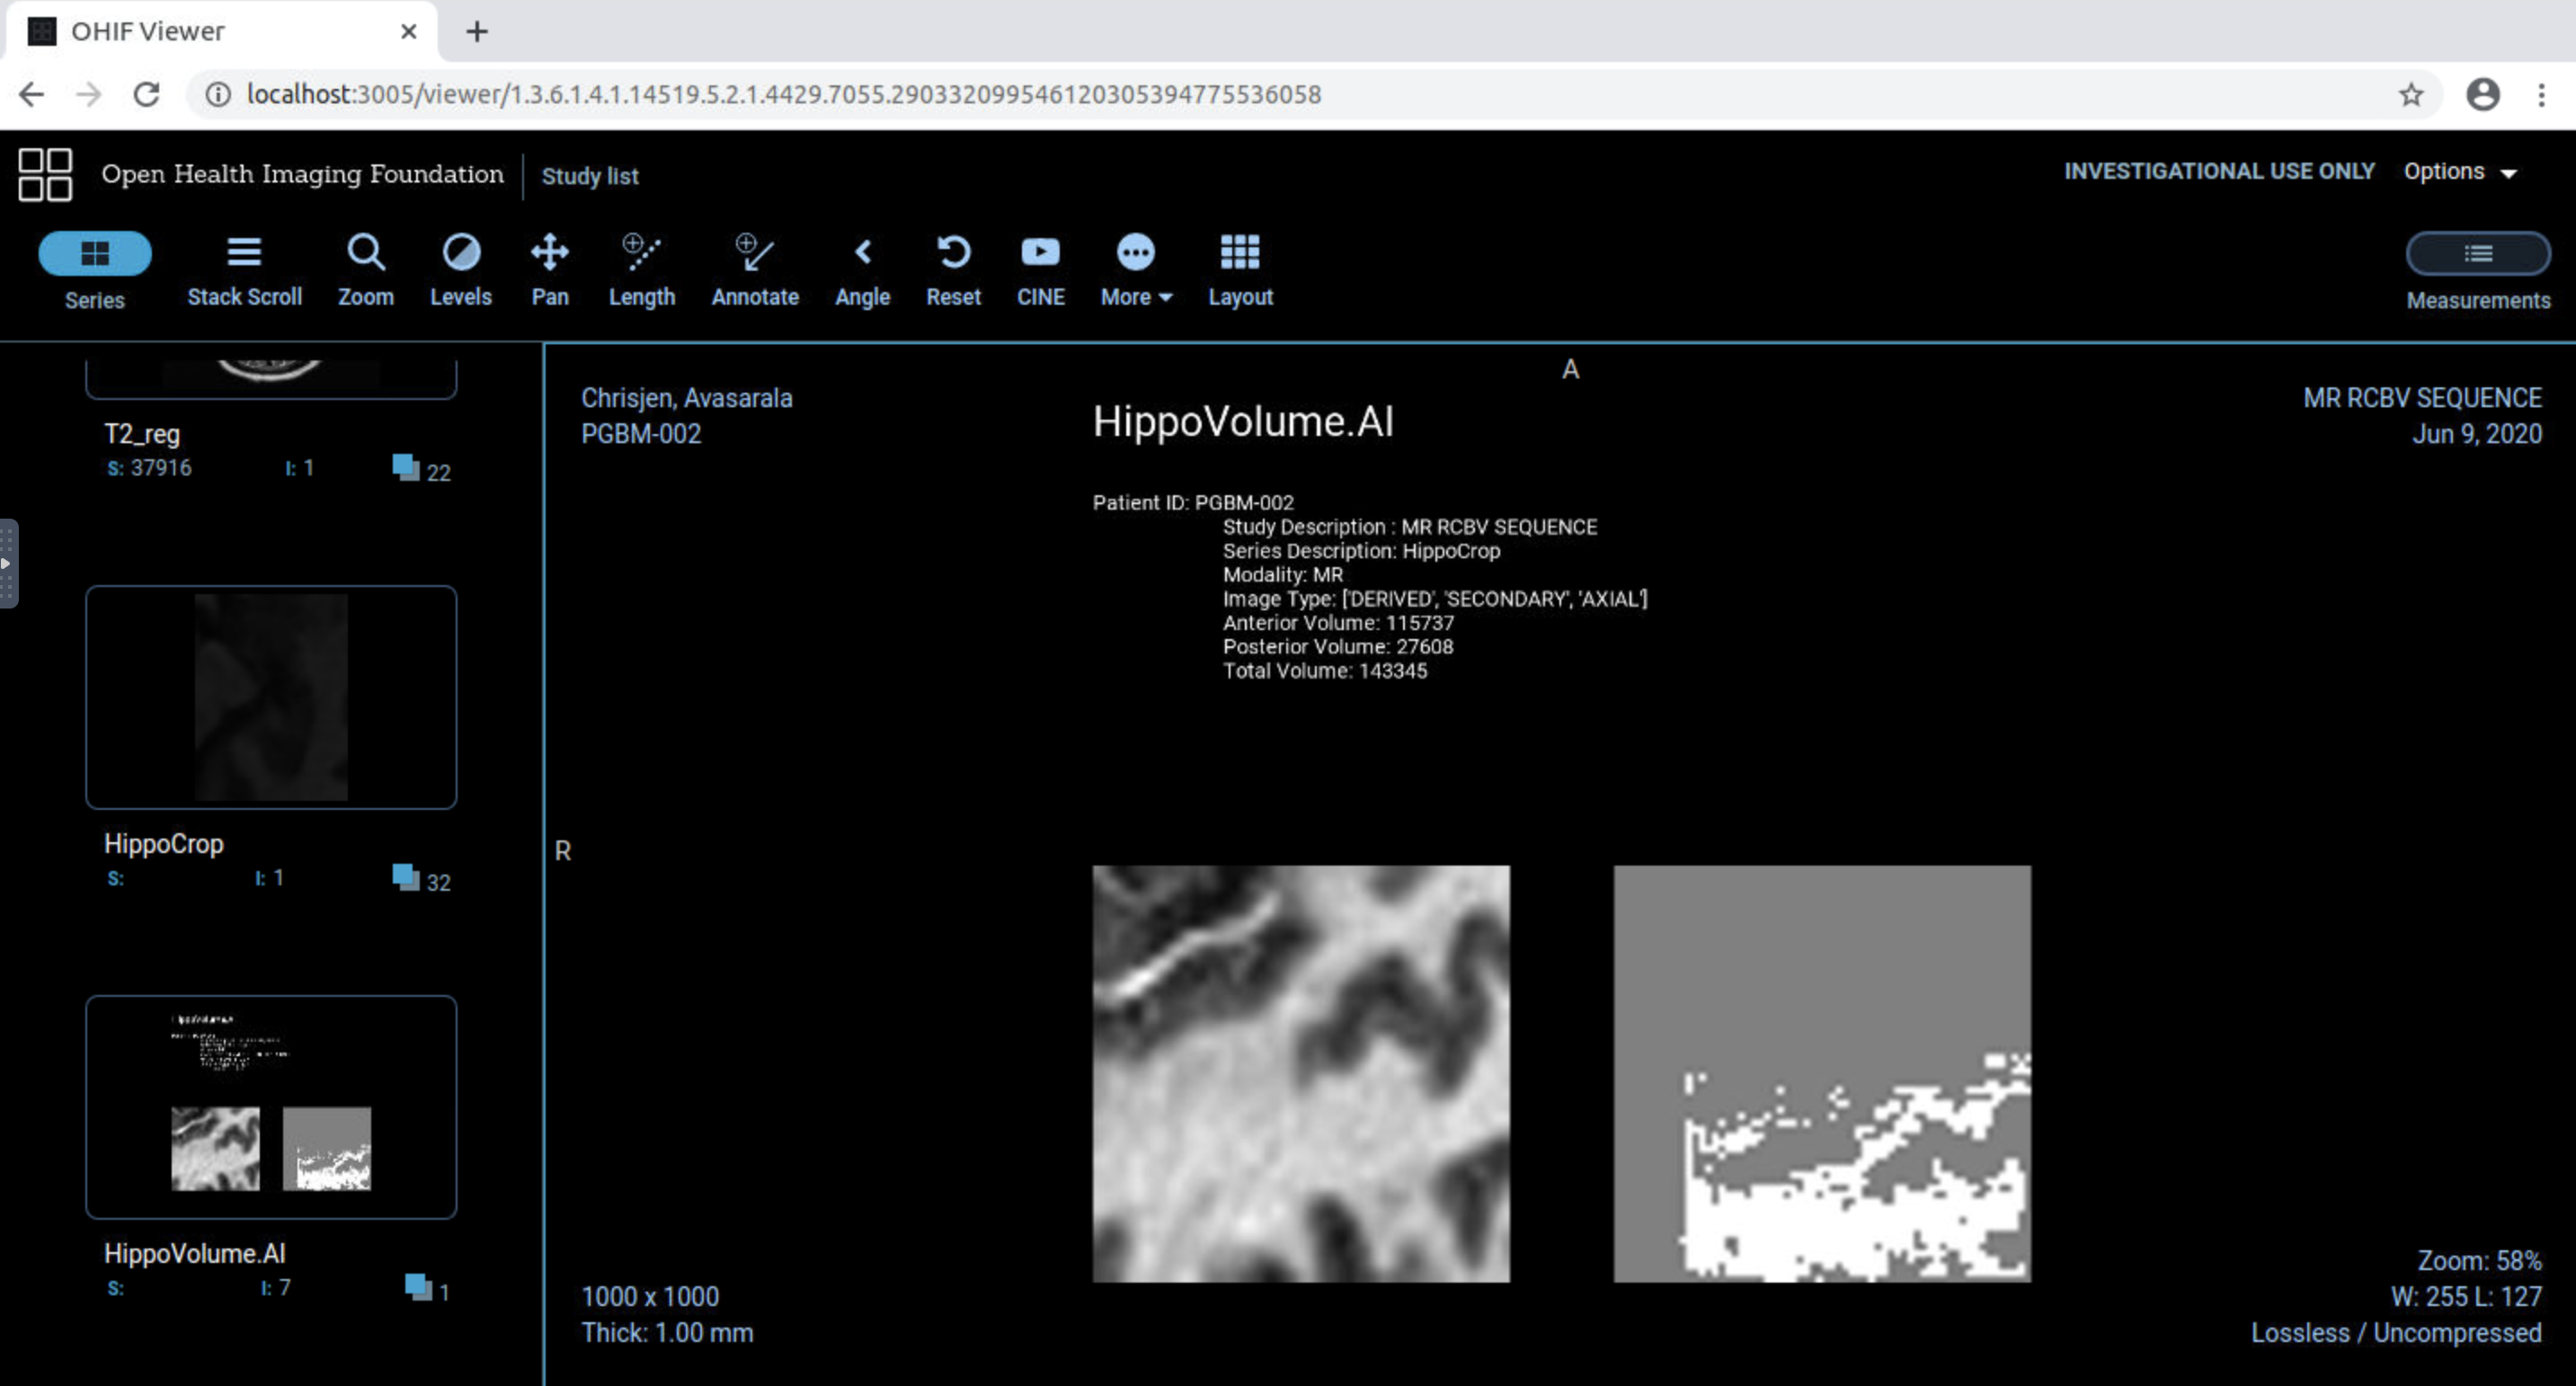 OHIF Viewer
localhost:3005/viewer/1.3.6.1.4.1.14519.5.2.1.4429.7055.290332099546120305394775536058
Open Health Imaging Foundation Study list INVESTIGATIONAL USE ONLY Options
Series Stack Scroll Zoom Levels Pan Length Annotate Angle Reset CINE More Layout Measurements
T2_reg
S: 37916 I: 1 22
HippoCrop
S: I: 1 32
HippoVolume.AI
S: I: 7 1
A
Chrisjen, Avasarala
PGBM-002
MR RCBV SEQUENCE
Jun 9, 2020
HippoVolume.AI
Patient ID: PGBM-002
Study Description : MR RCBV SEQUENCE
Series Description: HippoCrop
Modality: MR
Image Type: ['DERIVED', 'SECONDARY', 'AXIAL']
Anterior Volume: 115737
Posterior Volume: 27608
Total Volume: 143345
R
1000 x 1000
Thick: 1.00 mm
Zoom: 58%
W: 255 L: 127
Lossless / Uncompressed